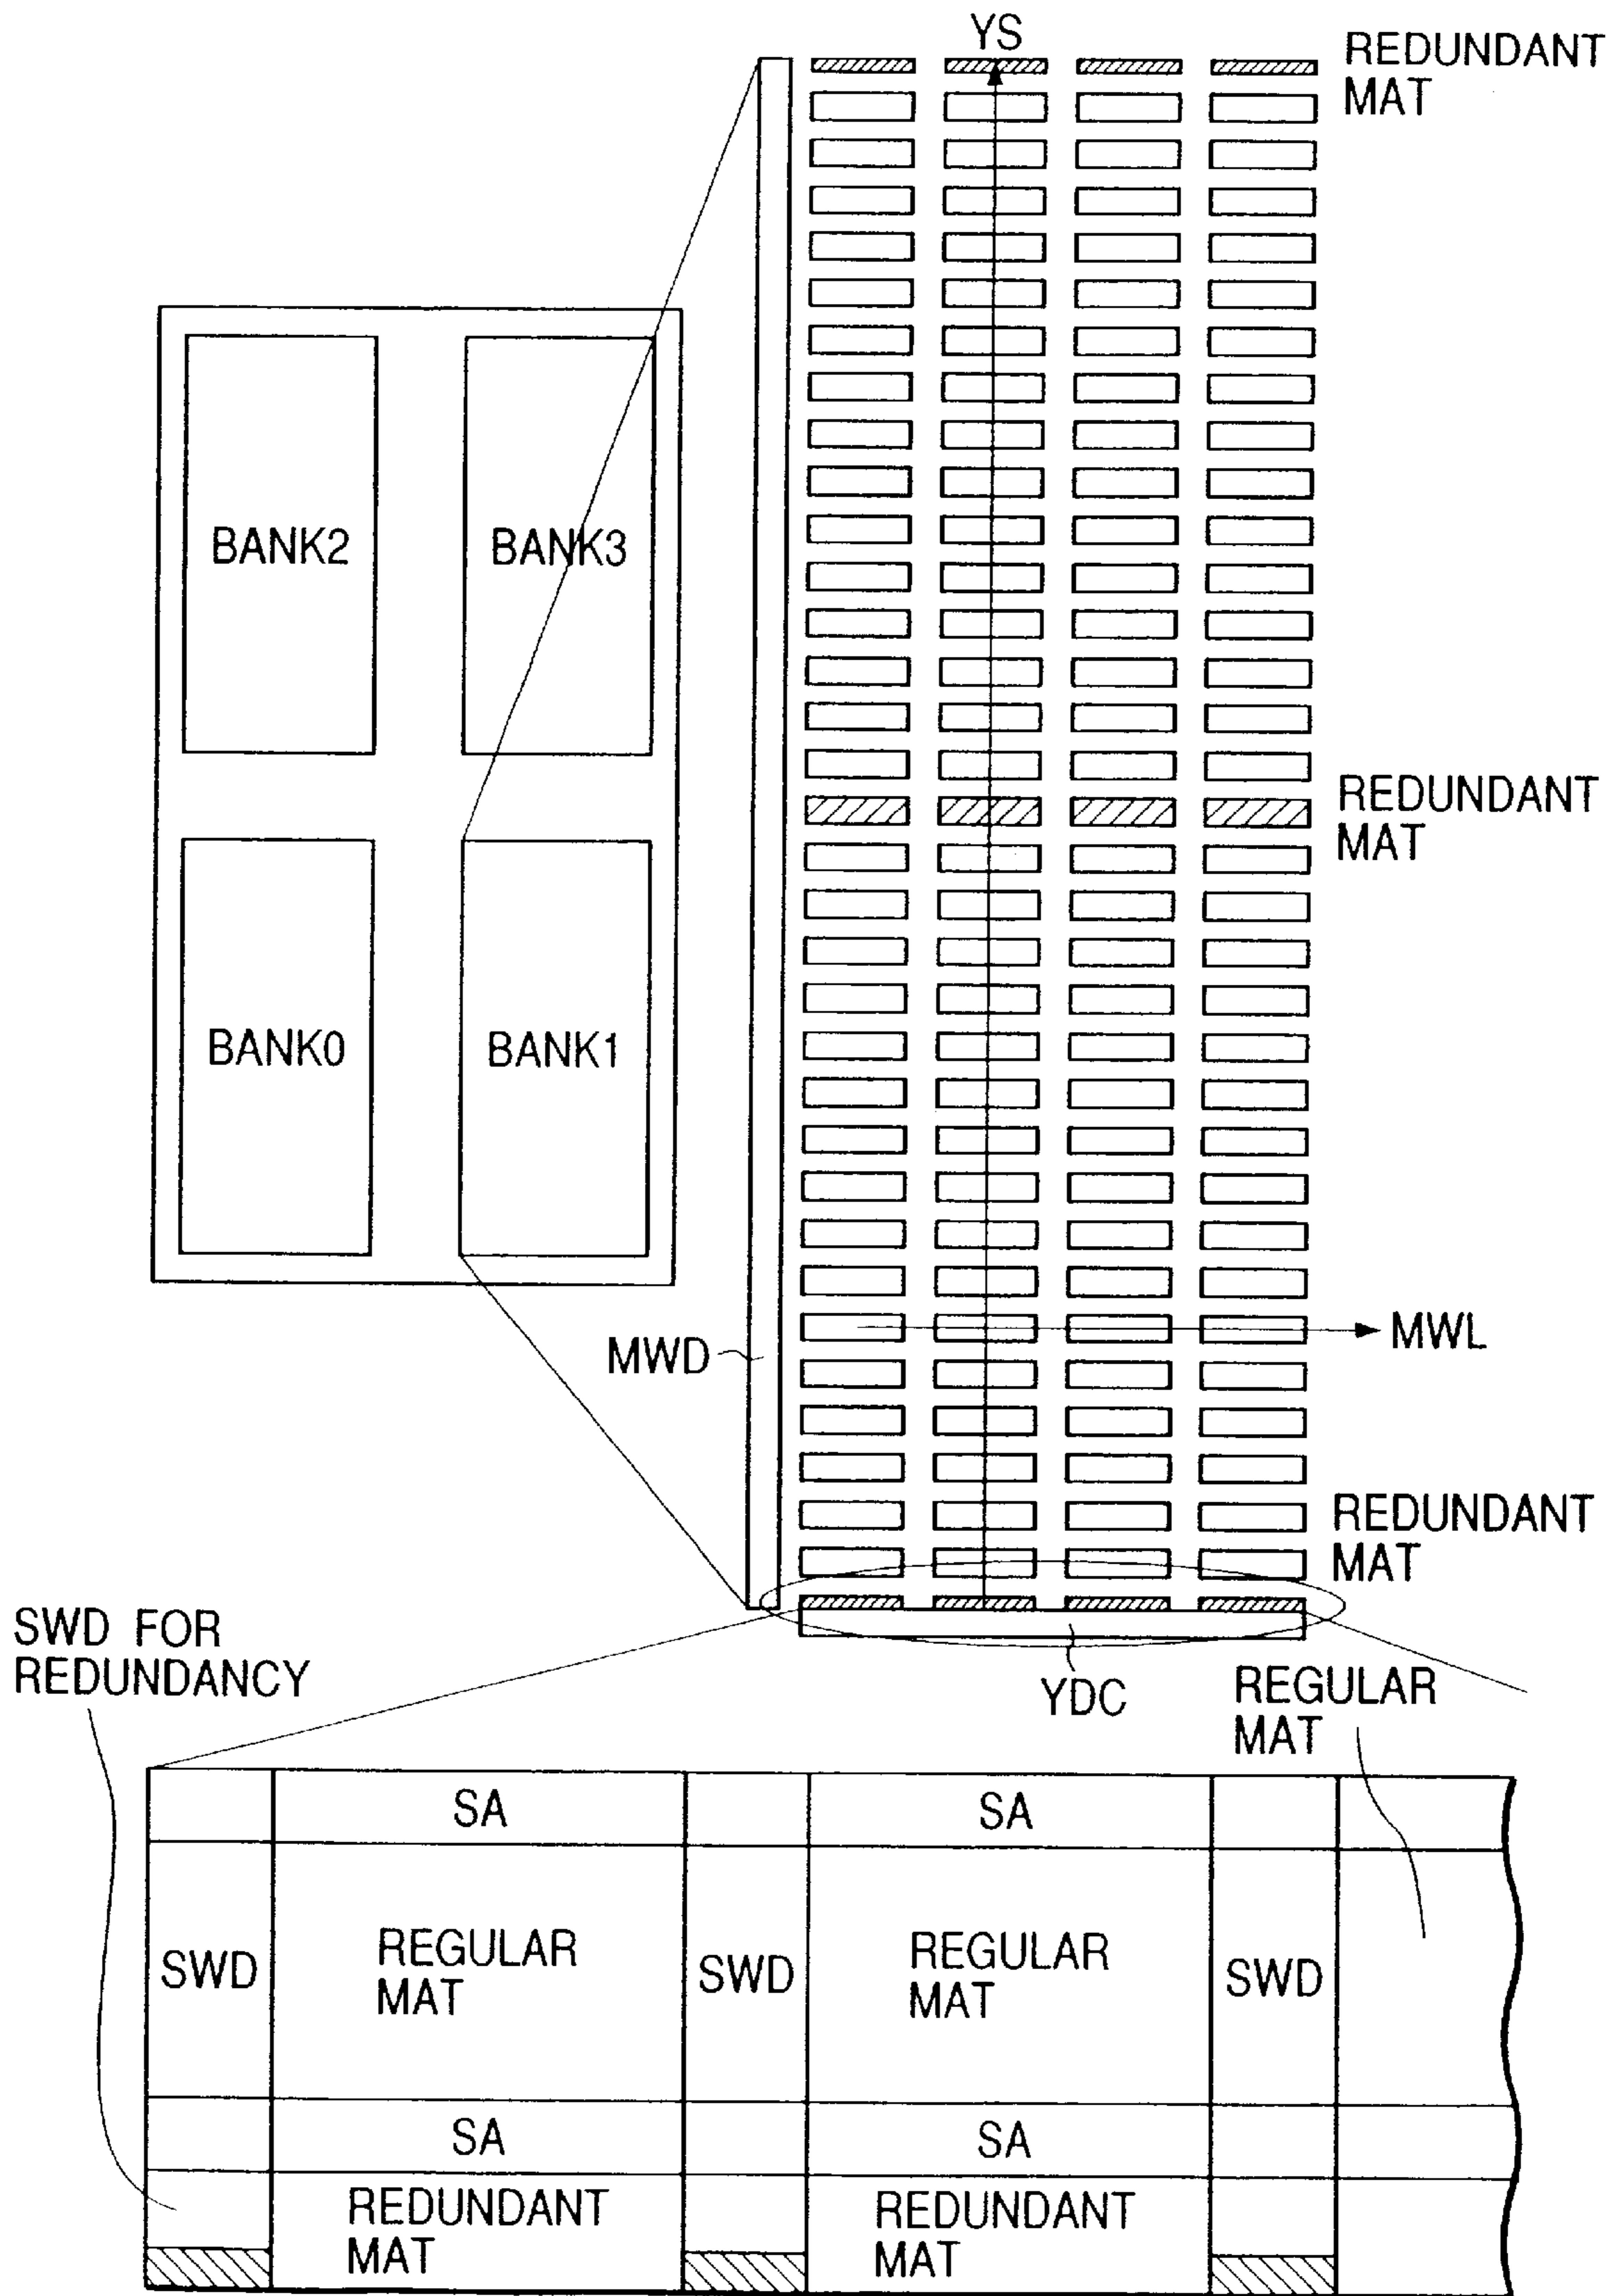 YS
REDUNDANT
MAT
BANK2
BANK3
REDUNDANT
MAT
BANK0
BANK1
MWD
MWL
REDUNDANT
MAT
SWD FOR
REDUNDANCY
YDC
REGULAR
MAT
SA
SA
SWD
REGULAR
MAT
SWD
REGULAR
MAT
SWD
SA
SA
REDUNDANT
MAT
REDUNDANT
MAT